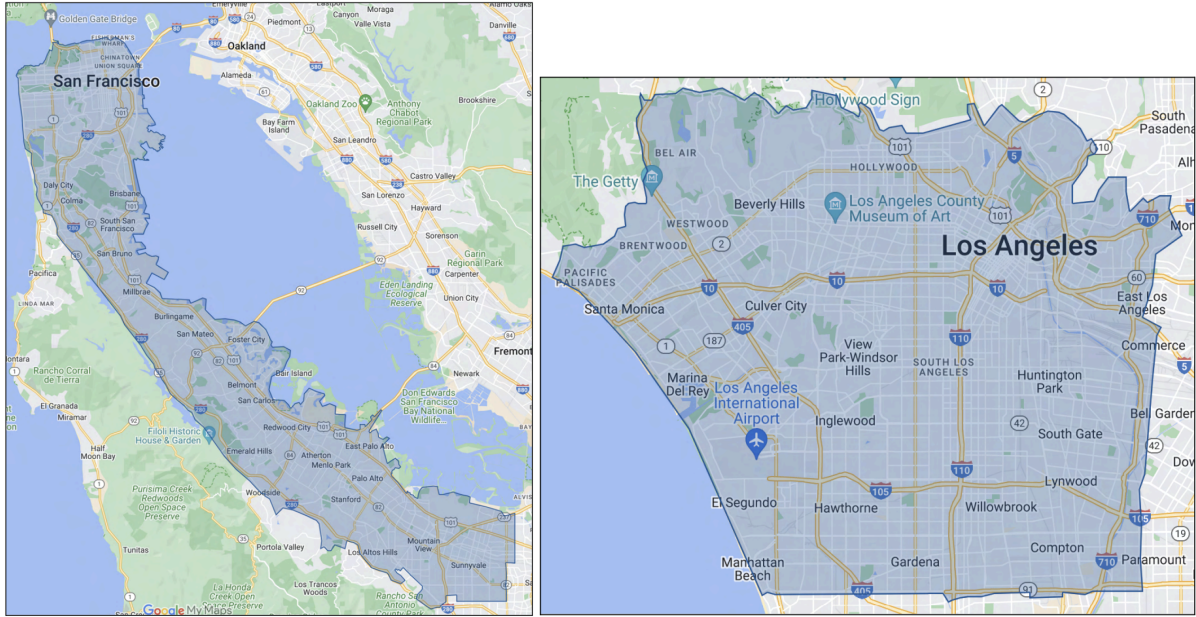 Golden Gate Bridge
Emeryville
Piedmont
Moraga
Canyon
Valle Vista
Danville
Alamo Oaks
FISHERMAN'S
WHARF
CHINATOWN
UNION SQUARE
San Francisco
Oakland
Alameda
Oakland Zoo
Anthony
Chabot
Regional Park
Brookshire
Bay Farm
Island
San Leandro
Castro Valley
San Lorenzo
Hayward
Russell City
Sorenson
Garin
Regional Park
Carpenter
Eden Landing
Ecological
Reserve
Union City
Fremont
Newark
Daly City
Colma
Brisbane
South San
Francisco
San Bruno
Pacifica
LINDA MAR
Millbrae
Burlingame
San Mateo
Foster City
Rancho Corral
de Tierra
El Granada
Miramar
Belmont
San Carlos
Bair Island
Don Edwards
San Francisco
Bay National
Wildlife...
Half
Moon Bay
Filoli Historic
House & Garden
Redwood City
East Palo Alto
Emerald Hills
Atherton
Menlo Park
Palo Alto
Woodside
Stanford
Purisima Creek
Redwoods
Open Space
Preserve
Tunitas
Portola Valley
Los Altos Hills
Mountain
View
Sunnyvale
Los Trancos
Woods
La Honda
Creek Open
Space
Preserve
Rancho San
Antonio
County Park
Google My Maps
Hollywood Sign
South
Pasadena
BEL AIR
The Getty
HOLLYWOOD
Beverly Hills
Los Angeles County
Museum of Art
WESTWOOD
BRENTWOOD
Los Angeles
PACIFIC
PALISADES
Santa Monica
Culver City
East Los
Angeles
Commerce
View
Park-Windsor
Hills
SOUTH LOS
ANGELES
Huntington
Park
Marina
Del Rey
Los Angeles
International
Airport
Inglewood
Bell Gardens
South Gate
El Segundo
Hawthorne
Willowbrook
Lynwood
Compton
Paramount
Manhattan
Beach
Gardena